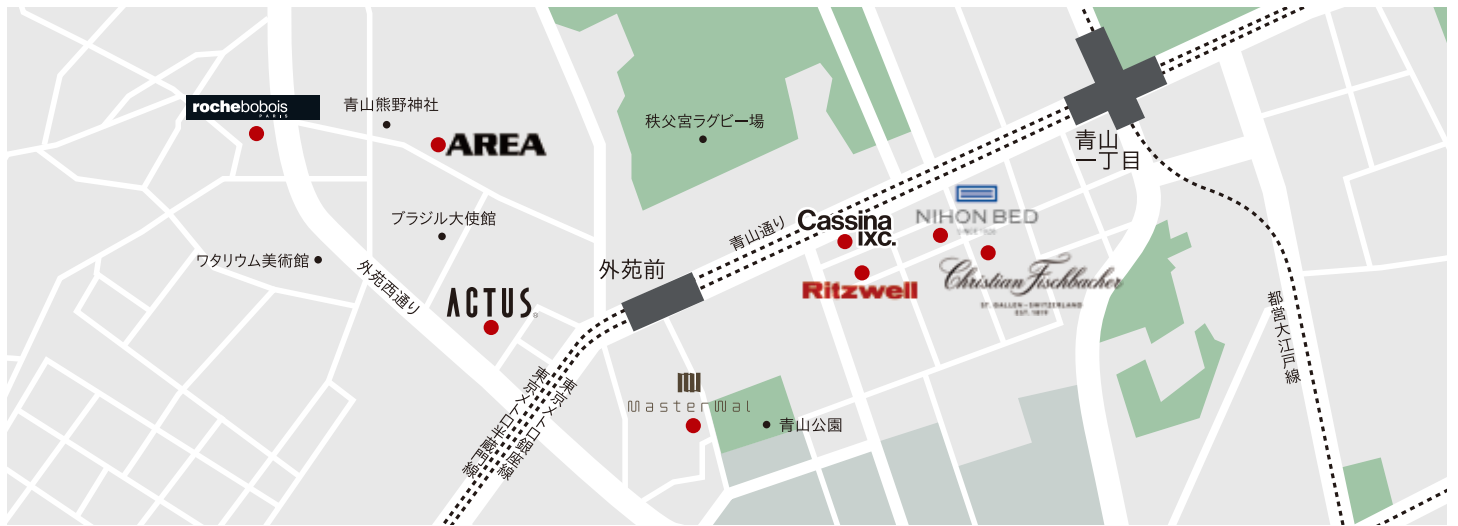 rochebobois
PARIS
青山熊野神社
AREA
秩父宮ラグビー場
青山
一丁目
ブラジル大使館
ワタリウム美術館
外苑西通り
ACTUS
外苑前
青山通り
Cassina
IXC.
NIHON BED
SINCE 1926
Ritzwell
Christian Fischbacher
ST. GALLEN – SWITZERLAND
EST. 1819
都営大江戸線
東京メトロ銀座線
東京メトロ半蔵門線
MasterWal
青山公園